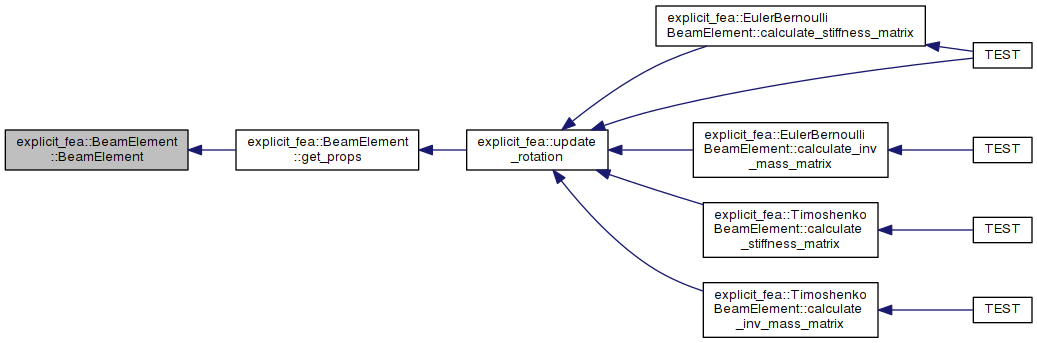 explicit_fea::BeamElement
::BeamElement
explicit_fea::BeamElement
::get_props
explicit_fea::update
_rotation
explicit_fea::EulerBernoulli
BeamElement::calculate_stiffness_matrix
TEST
explicit_fea::EulerBernoulli
BeamElement::calculate_inv
_mass_matrix
TEST
explicit_fea::Timoshenko
BeamElement::calculate
_stiffness_matrix
TEST
explicit_fea::Timoshenko
BeamElement::calculate
_inv_mass_matrix
TEST